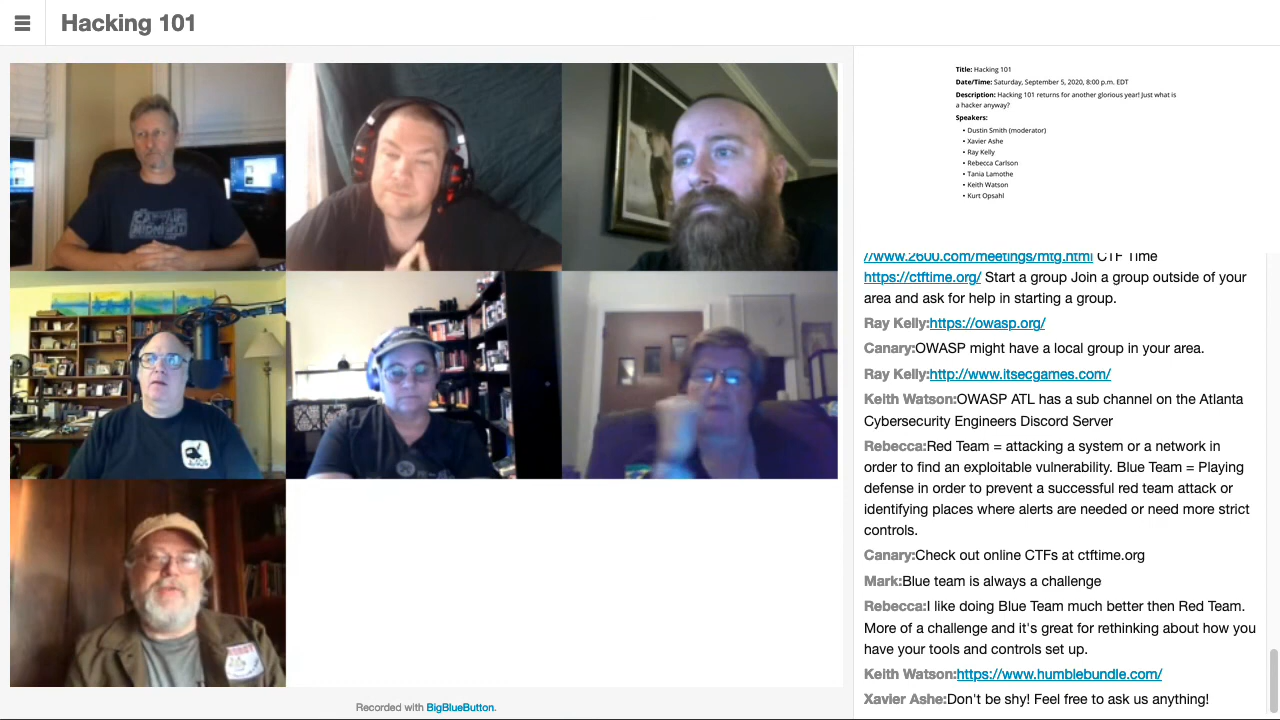 Hacking 101
Title: Hacking 101
Date/Time: Saturday, September 5, 2020, 8:00 p.m. EDT
Description: Hacking 101 returns for another glorious year! Just what is
a hacker anyway?
Speakers:
• Dustin Smith (moderator)
• Xavier Ashe
• Ray Kelly
• Rebecca Carlson
• Tania Lamothe
• Keith Watson
• Kurt Opsahl
//www.2600.com/meetings/mtg.html CTF Time
https://ctftime.org/ Start a group Join a group outside of your
area and ask for help in starting a group.
Ray Kelly:https://owasp.org/
Canary:OWASP might have a local group in your area.
Ray Kelly:http://www.itsecgames.com/
Keith Watson:OWASP ATL has a sub channel on the Atlanta
Cybersecurity Engineers Discord Server
Rebecca:Red Team = attacking a system or a network in
order to find an exploitable vulnerability. Blue Team = Playing
defense in order to prevent a successful red team attack or
identifying places where alerts are needed or need more strict
controls.
Canary:Check out online CTFs at ctftime.org
Mark:Blue team is always a challenge
Rebecca:I like doing Blue Team much better then Red Team.
More of a challenge and it's great for rethinking about how you
have your tools and controls set up.
Keith Watson:https://www.humblebundle.com/
Xavier Ashe:Don't be shy! Feel free to ask us anything!
Recorded with BigBlueButton.